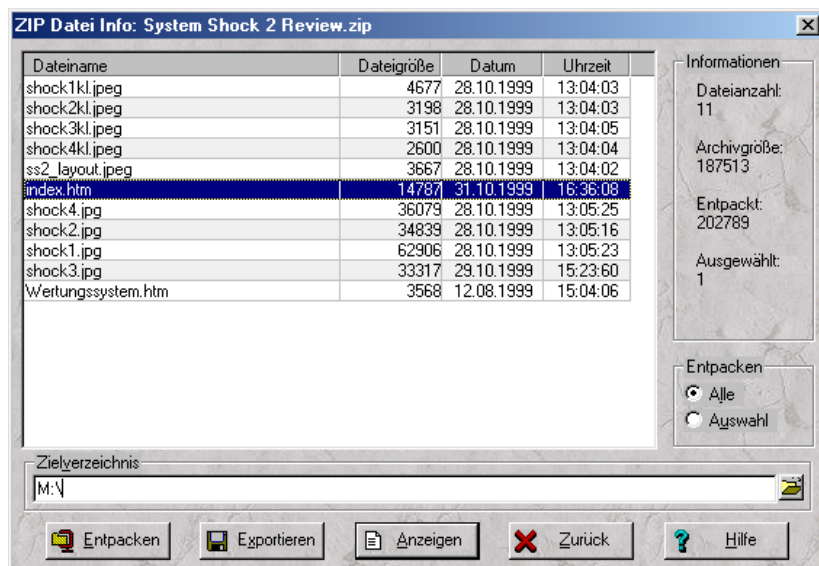 ZIP Datei Info: System Shock 2 Review.zip
Dateiname Dateigröße Datum Uhrzeit
shock1kl.jpeg 4677 28.10.1999 13:04:03
shock2kl.jpeg 3198 28.10.1999 13:04:03
shock3kl.jpeg 3151 28.10.1999 13:04:05
shock4kl.jpeg 2600 28.10.1999 13:04:04
ss2_layout.jpeg 3667 28.10.1999 13:04:02
index.htm 14787 31.10.1999 16:36:08
shock4.jpg 36079 28.10.1999 13:05:25
shock2.jpg 34839 28.10.1999 13:05:16
shock1.jpg 62906 28.10.1999 13:05:23
shock3.jpg 33317 29.10.1999 15:23:60
Wertungssystem.htm 3568 12.08.1999 15:04:06
Informationen
Dateianzahl:
11
Archivgröße:
187513
Entpackt:
202789
Ausgewählt:
1
Entpacken
Alle
Auswahl
Zielverzeichnis
M:\
Entpacken Exportieren Anzeigen Zurück Hilfe